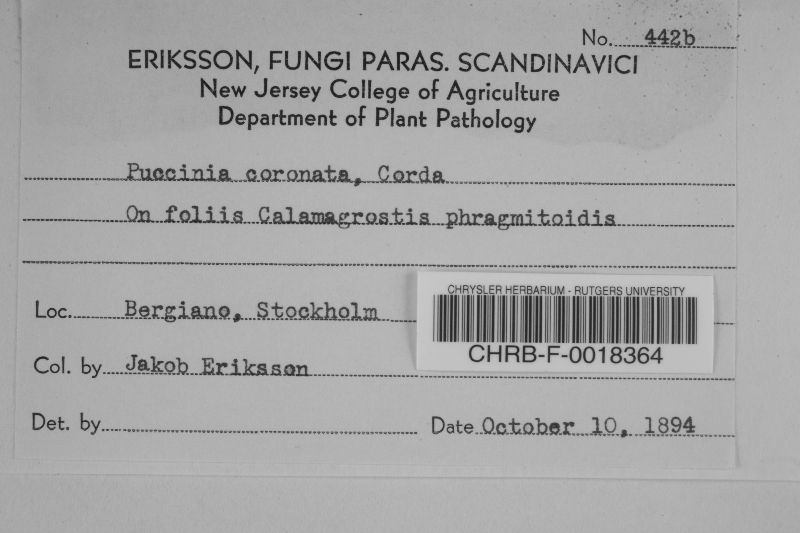 No. 442b
ERIKSSON, FUNGI PARAS. SCANDINAVICI
New Jersey College of Agriculture
Department of Plant Pathology
Puccinia coronata, Corda
On foliis Calamagrostis phragmitoidis
Loc. Bergiano, Stockholm
CHRYSLER HERBARIUM - RUTGERS UNIVERSITY
CHRB-F-0018364
Col. by Jakob Eriksson
Det. by
Date October 10, 1894